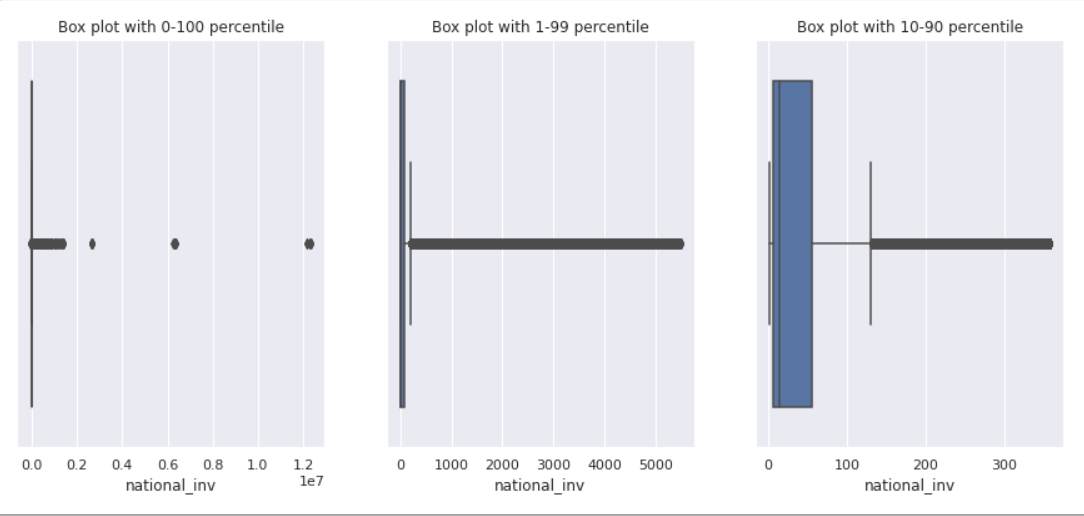 Box plot with 0-100 percentile
0.0 0.2 0.4 0.6 0.8 1.0 1.2
1e7
national_inv
Box plot with 1-99 percentile
0 1000 2000 3000 4000 5000
national_inv
Box plot with 10-90 percentile
0 100 200 300
national_inv